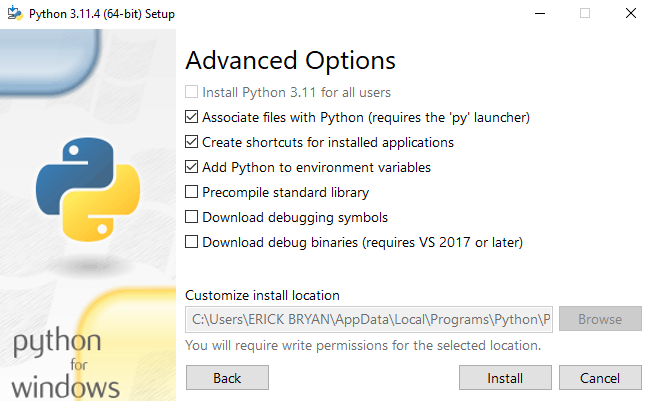 Python 3.11.4 (64-bit) Setup
Advanced Options
Install Python 3.11 for all users
Associate files with Python (requires the 'py' launcher)
Create shortcuts for installed applications
Add Python to environment variables
Precompile standard library
Download debugging symbols
Download debug binaries (requires VS 2017 or later)
Customize install location
C:\Users\ERICK BRYAN\AppData\Local\Programs\Python\P
Browse
You will require write permissions for the selected location.
python
for
windows
Back
Install
Cancel